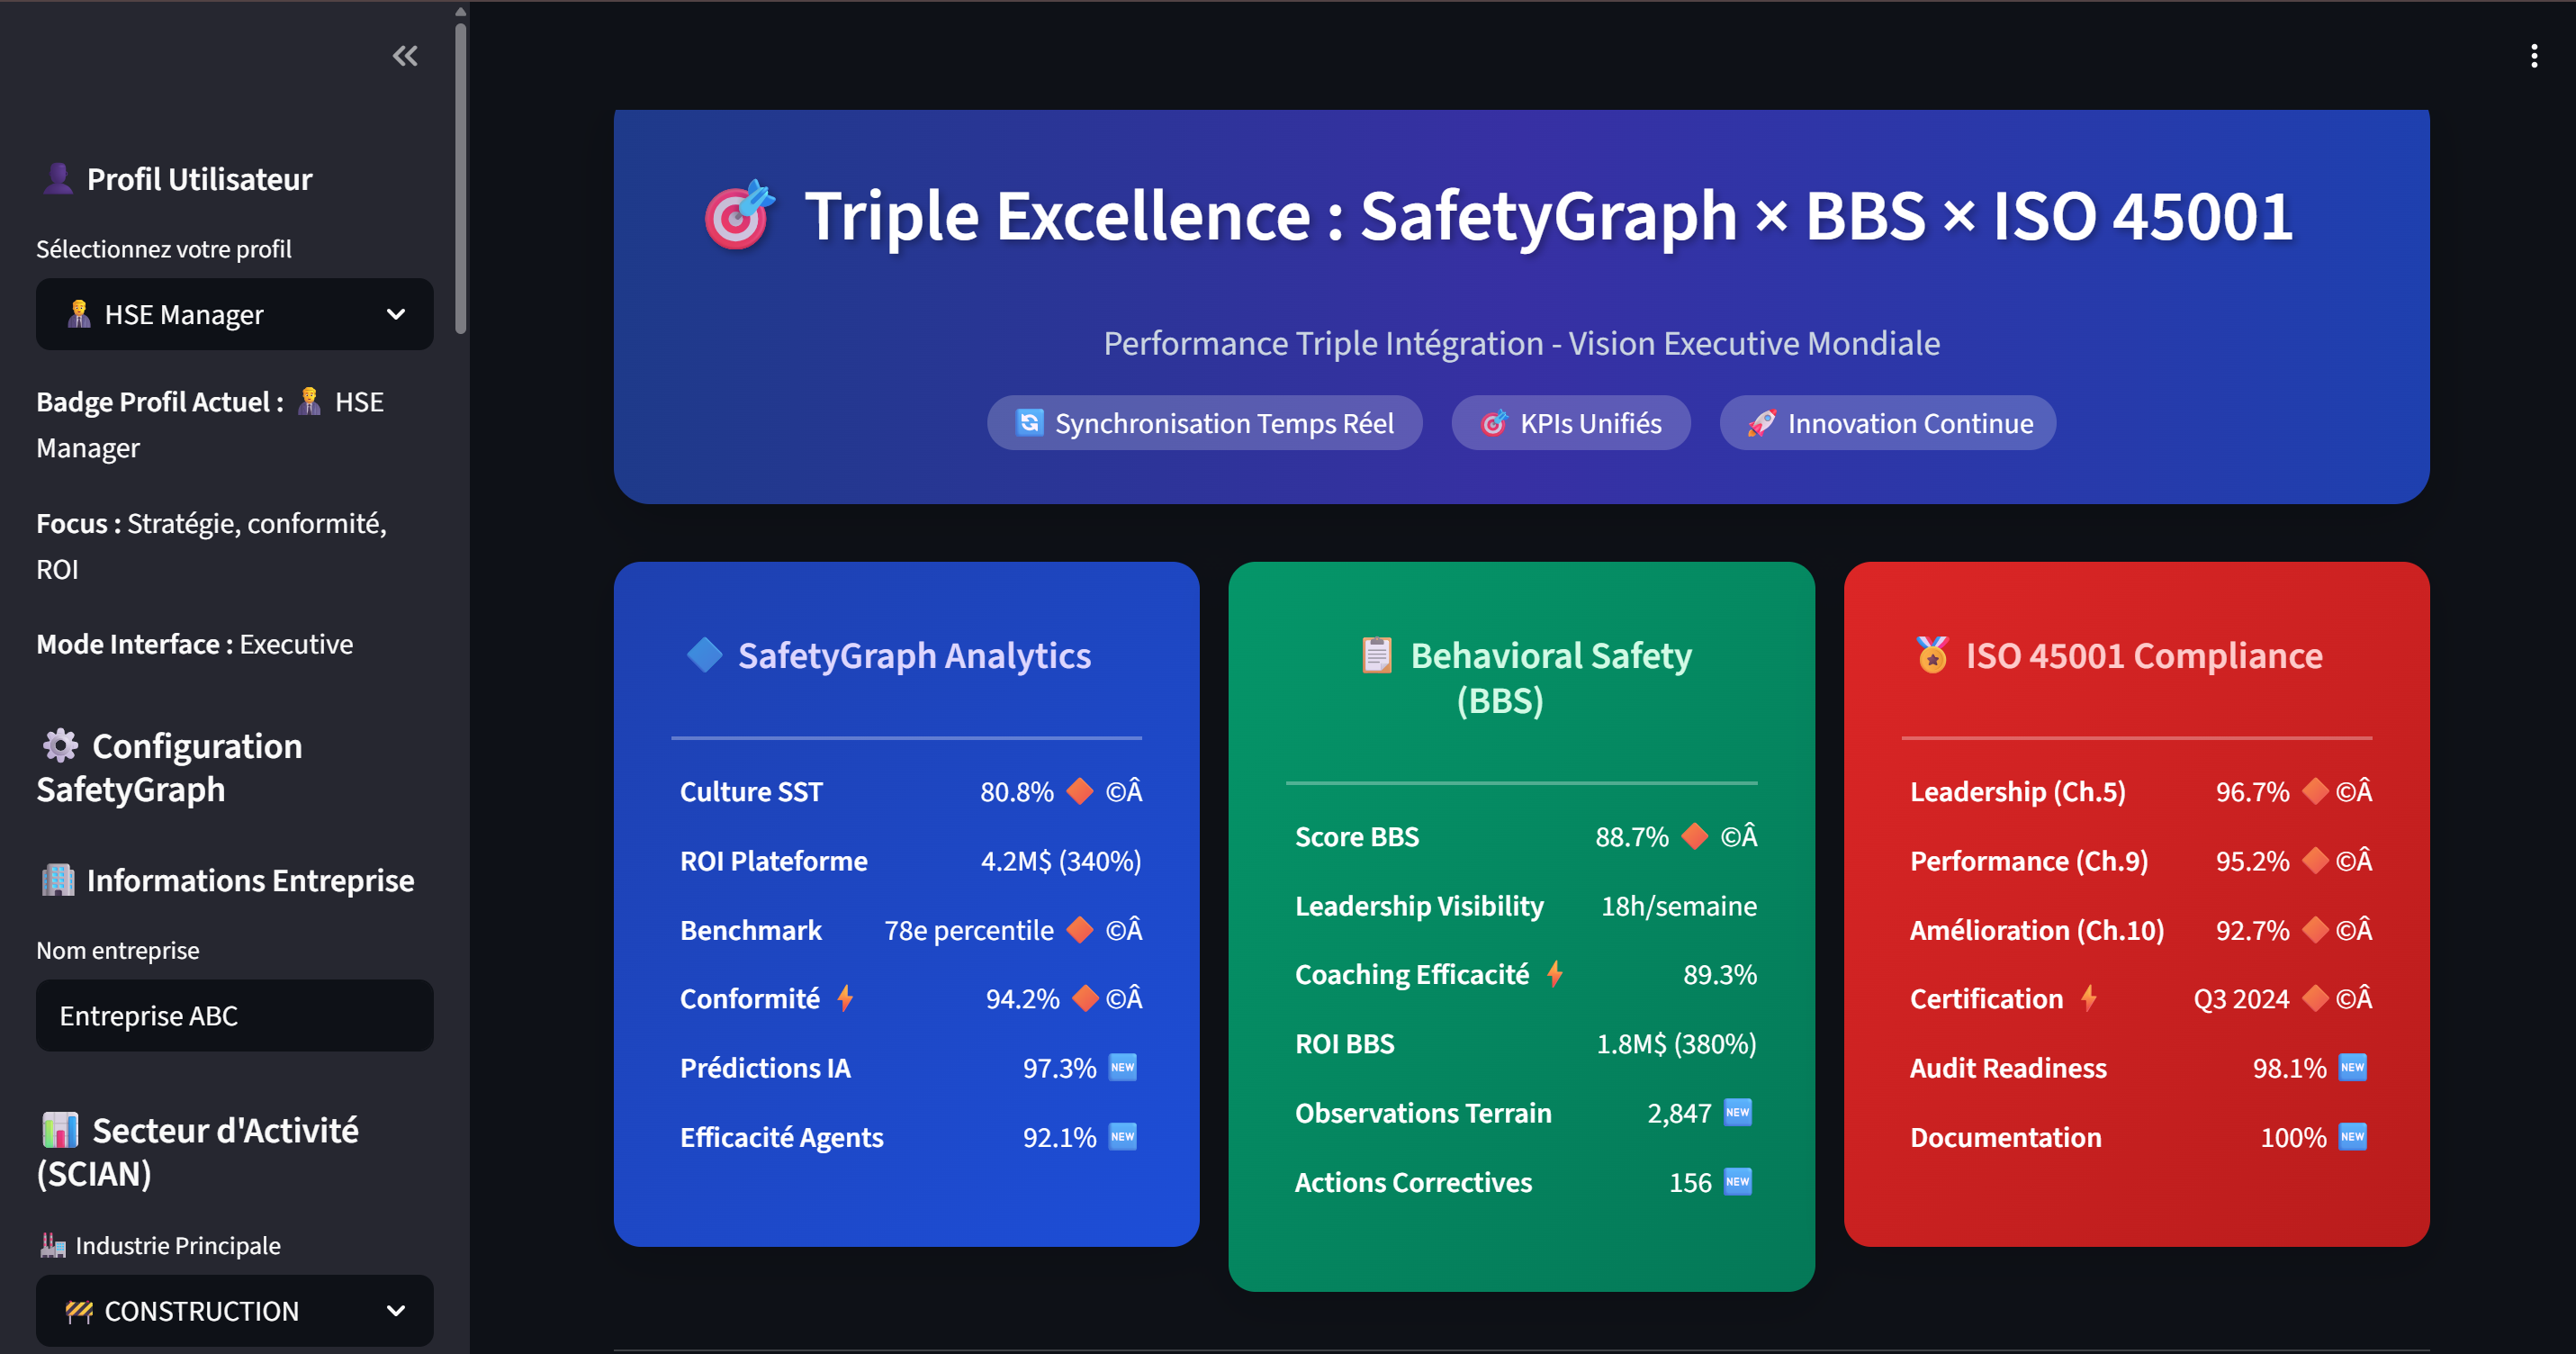 Profil Utilisateur
Sélectionnez votre profil
HSE Manager
Badge Profil Actuel : HSE
Manager
Focus : Stratégie, conformité,
ROI
Mode Interface : Executive
Configuration
SafetyGraph
Informations Entreprise
Nom entreprise
Entreprise ABC
Secteur d'Activité
(SCIAN)
Industrie Principale
CONSTRUCTION
Triple Excellence : SafetyGraph × BBS × ISO 45001
Performance Triple Intégration - Vision Executive Mondiale
Synchronisation Temps Réel
KPIs Unifiés
Innovation Continue
SafetyGraph Analytics
Culture SST 80.8% ©Â
ROI Plateforme 4.2M$ (340%)
Benchmark 78e percentile ©Â
Conformité 94.2% ©Â
Prédictions IA 97.3% NEW
Efficacité Agents 92.1% NEW
Behavioral Safety
(BBS)
Score BBS 88.7% ©Â
Leadership Visibility 18h/semaine
Coaching Efficacité 89.3%
ROI BBS 1.8M$ (380%)
Observations Terrain 2,847 NEW
Actions Correctives 156 NEW
ISO 45001 Compliance
Leadership (Ch.5) 96.7% ©Â
Performance (Ch.9) 95.2% ©Â
Amélioration (Ch.10) 92.7% ©Â
Certification Q3 2024 ©Â
Audit Readiness 98.1% NEW
Documentation 100% NEW